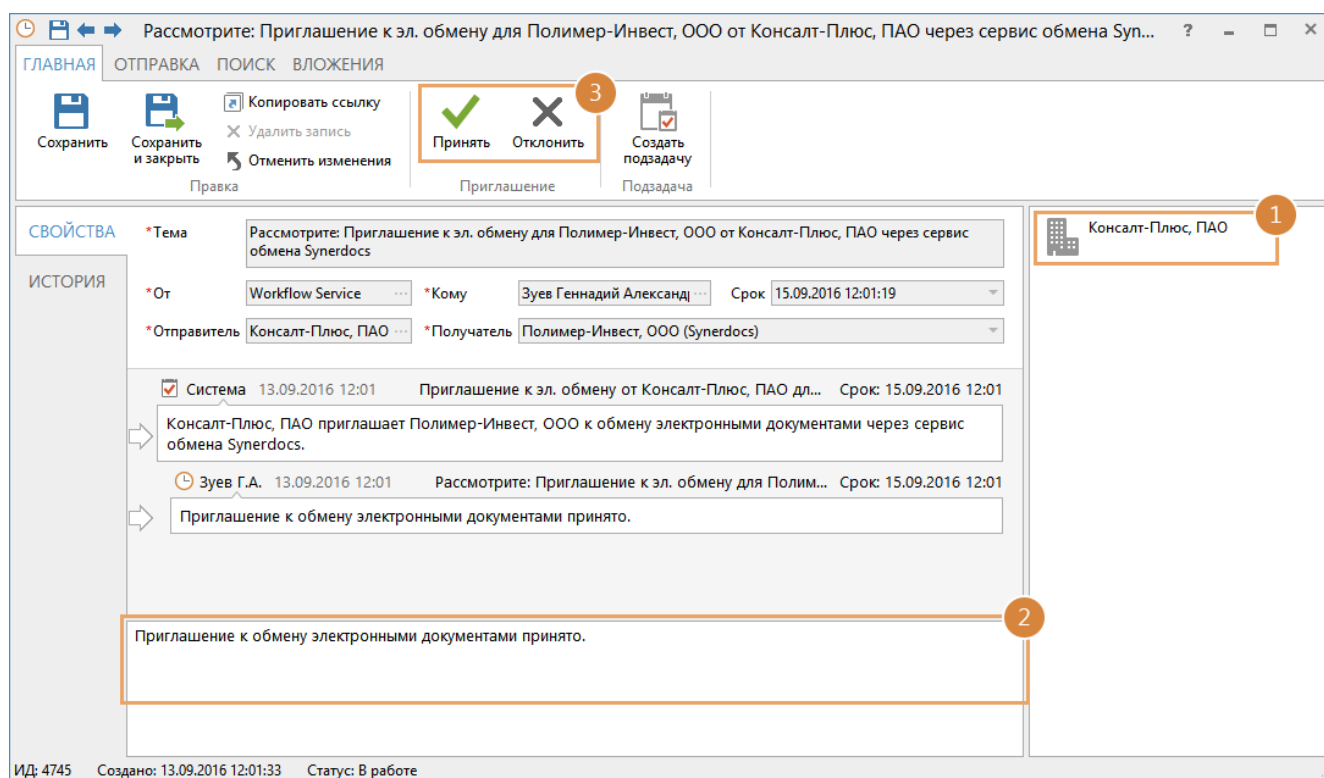 Рассмотрите: Приглашение к эл. обмену для Полимер-Инвест, ООО от Консалт-Плюс, ПАО через сервис обмена Syn... ?
ГЛАВНАЯ ОТПРАВКА ПОИСК ВЛОЖЕНИЯ
Сохранить
Сохранить
и закрыть
Копировать ссылку
Удалить запись
Отменить изменения
Правка
3
Принять Отклонить
Приглашение
Создать
подзадачу
Подзадача
СВОЙСТВА
ИСТОРИЯ
*Тема
Рассмотрите: Приглашение к эл. обмену для Полимер-Инвест, ООО от Консалт-Плюс, ПАО через сервис
обмена Synerdocs
*От Workflow Service ... *Кому Зуев Геннадий Александ ... Срок 15.09.2016 12:01:19
*Отправитель Консалт-Плюс, ПАО ... *Получатель Полимер-Инвест, ООО (Synerdocs)
1
Консалт-Плюс, ПАО
Система 13.09.2016 12:01 Приглашение к эл. обмену от Консалт-Плюс, ПАО дл... Срок: 15.09.2016 12:01
Консалт-Плюс, ПАО приглашает Полимер-Инвест, ООО к обмену электронными документами через сервис
обмена Synerdocs.
Зуев Г.А. 13.09.2016 12:01 Рассмотрите: Приглашение к эл. обмену для Полим... Срок: 15.09.2016 12:01
Приглашение к обмену электронными документами принято.
2
Приглашение к обмену электронными документами принято.
ИД: 4745 Создано: 13.09.2016 12:01:33 Статус: В работе